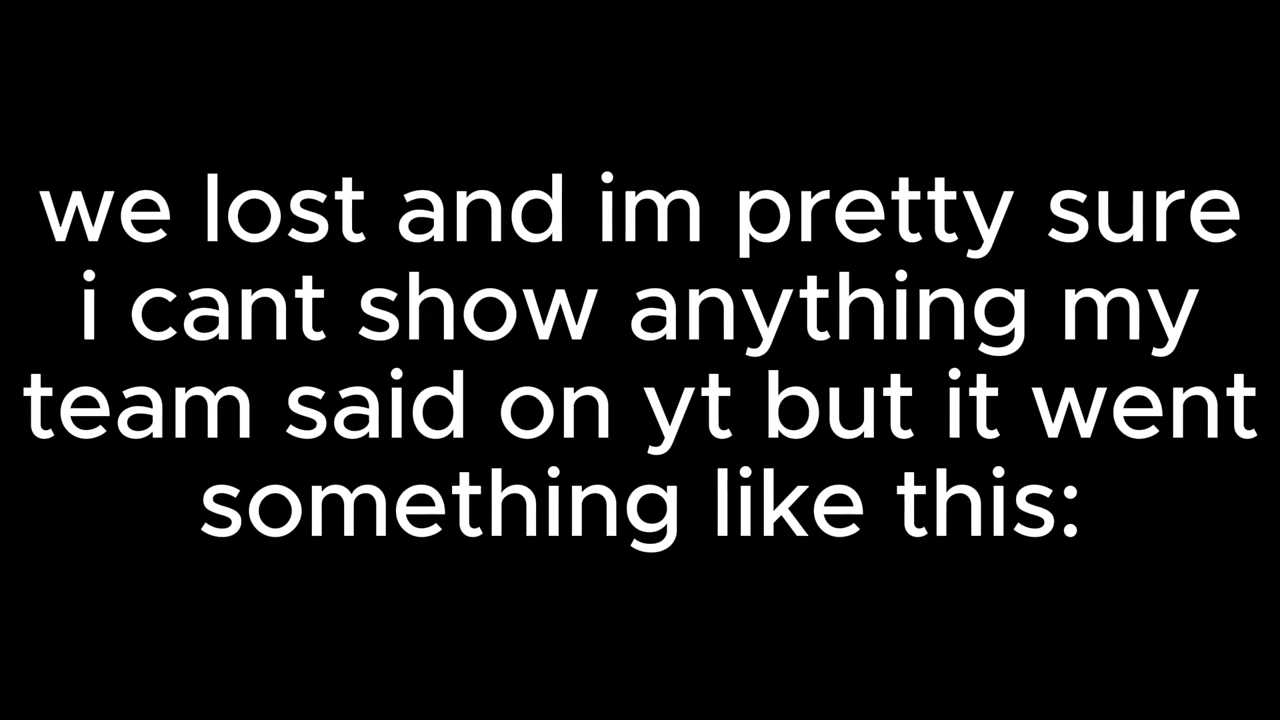 we lost and im pretty sure
i cant show anything my
team said on yt but it went
something like this: